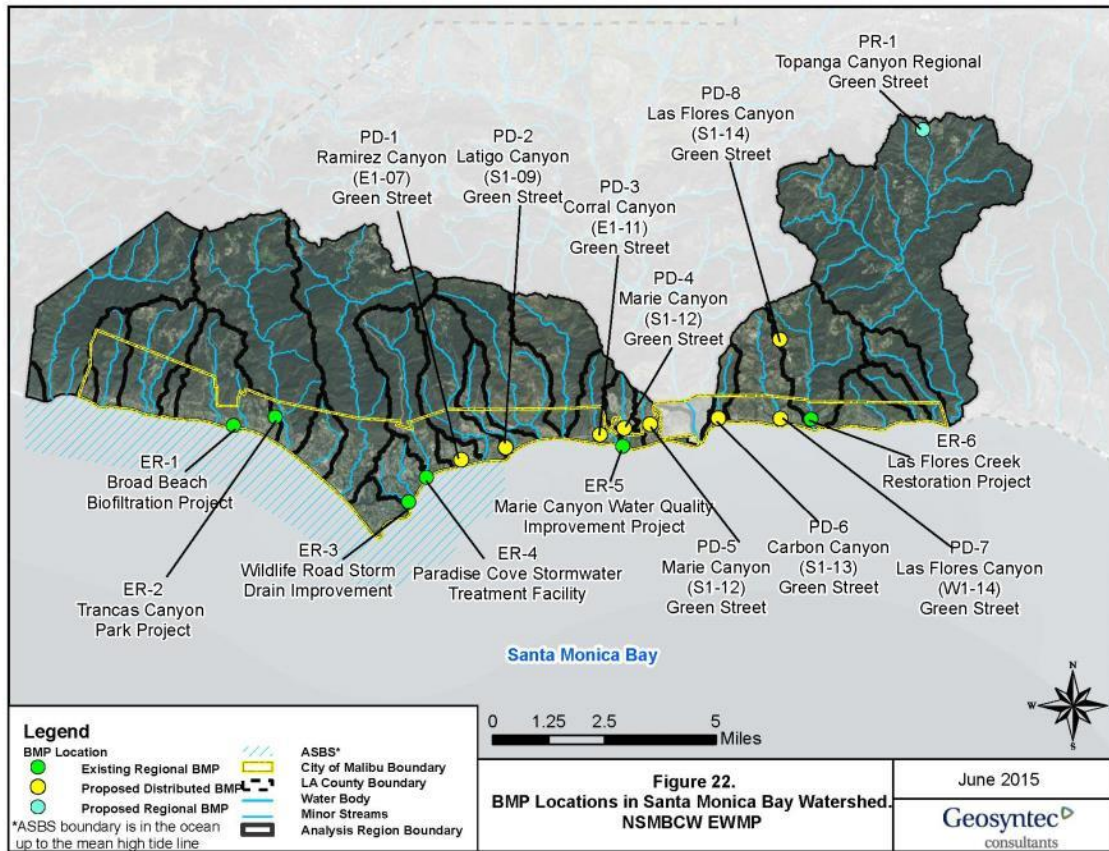 PR-1
Topanga Canyon Regional
Green Street
PD-8
Las Flores Canyon
(S1-14)
Green Street
PD-1
Ramirez Canyon
(E1-07)
Green Street
PD-2
Latigo Canyon
(S1-09)
Green Street
PD-3
Corral Canyon
(E1-11)
Green Street
PD-4
Marie Canyon
(S1-12)
Green Street
ER-1
Broad Beach
Biofiltration Project
ER-2
Trancas Canyon
Park Project
ER-3
Wildlife Road Storm
Drain Improvement
ER-4
Paradise Cove Stormwater
Treatment Facility
ER-5
Marie Canyon Water Quality
Improvement Project
PD-5
Marie Canyon
(S1-12)
Green Street
PD-6
Carbon Canyon
(S1-13)
Green Street
PD-7
Las Flores Canyon
(W1-14)
Green Street
ER-6
Las Flores Creek
Restoration Project
Santa Monica Bay
N
W E
S
0 1.25 2.5 5
Miles
Legend
BMP Location
Existing Regional BMP
Proposed Distributed BMP
Proposed Regional BMP
*ASBS boundary is in the ocean
up to the mean high tide line
ASBS*
City of Malibu Boundary
LA County Boundary
Water Body
Minor Streams
Analysis Region Boundary
Figure 22.
BMP Locations in Santa Monica Bay Watershed.
NSMBCW EWMP
June 2015
Geosyntec
consultants